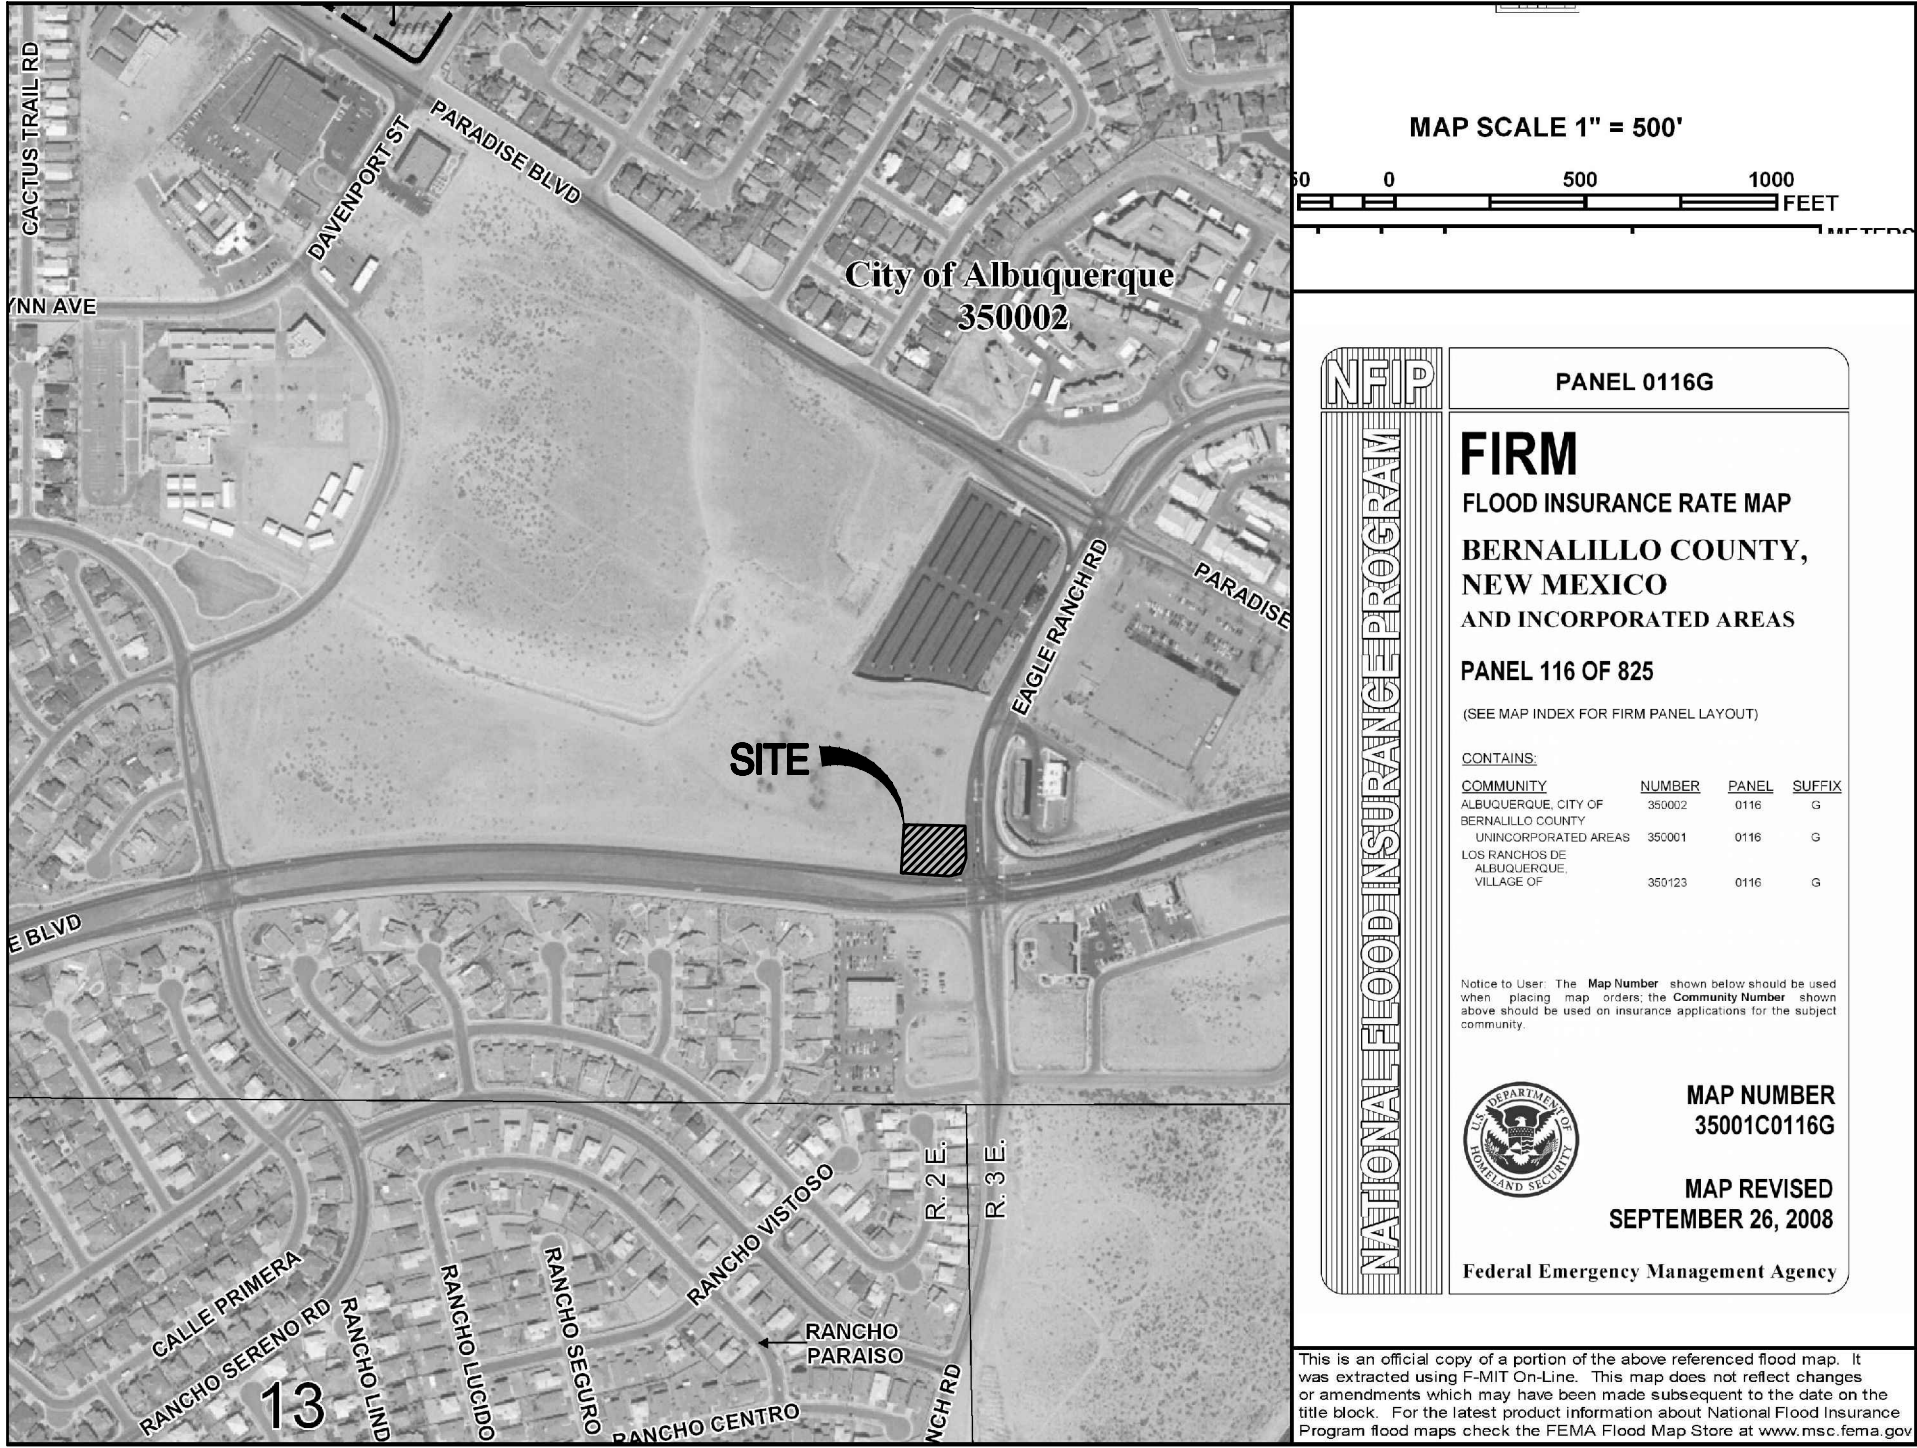 CACTUS TRAIL RD
DAVENPORT ST
PARADISE BLVD
City of Albuquerque
350002
YNN AVE
EAGLE RANCH RD
PARADISE
SITE
E BLVD
R. 2 E.
R. 3 E.
RANCHO VISTOSO
CALLE PRIMERA
RANCHO SERENO RD
RANCHO LIND
RANCHO LUCIDO
RANCHO SEGURO
RANCHO
PARAISO
RANCHO CENTRO
NCH RD
13
MAP SCALE 1" = 500'
50 0 500 1000
FEET
METERS
NFIP
NATIONAL FLOOD INSURANCE PROGRAM
PANEL 0116G
FIRM
FLOOD INSURANCE RATE MAP
BERNALILLO COUNTY,
NEW MEXICO
AND INCORPORATED AREAS
PANEL 116 OF 825
(SEE MAP INDEX FOR FIRM PANEL LAYOUT)
CONTAINS:
COMMUNITY NUMBER PANEL SUFFIX
ALBUQUERQUE, CITY OF 350002 0116 G
BERNALILLO COUNTY
UNINCORPORATED AREAS 350001 0116 G
LOS RANCHOS DE
ALBUQUERQUE,
VILLAGE OF 350123 0116 G
Notice to User: The Map Number shown below should be used
when placing map orders; the Community Number shown
above should be used on insurance applications for the subject
community.
U.S. DEPARTMENT OF
HOMELAND SECURITY
MAP NUMBER
35001C0116G
MAP REVISED
SEPTEMBER 26, 2008
Federal Emergency Management Agency
This is an official copy of a portion of the above referenced flood map. It
was extracted using F-MIT On-Line. This map does not reflect changes
or amendments which may have been made subsequent to the date on the
title block. For the latest product information about National Flood Insurance
Program flood maps check the FEMA Flood Map Store at www.msc.fema.gov